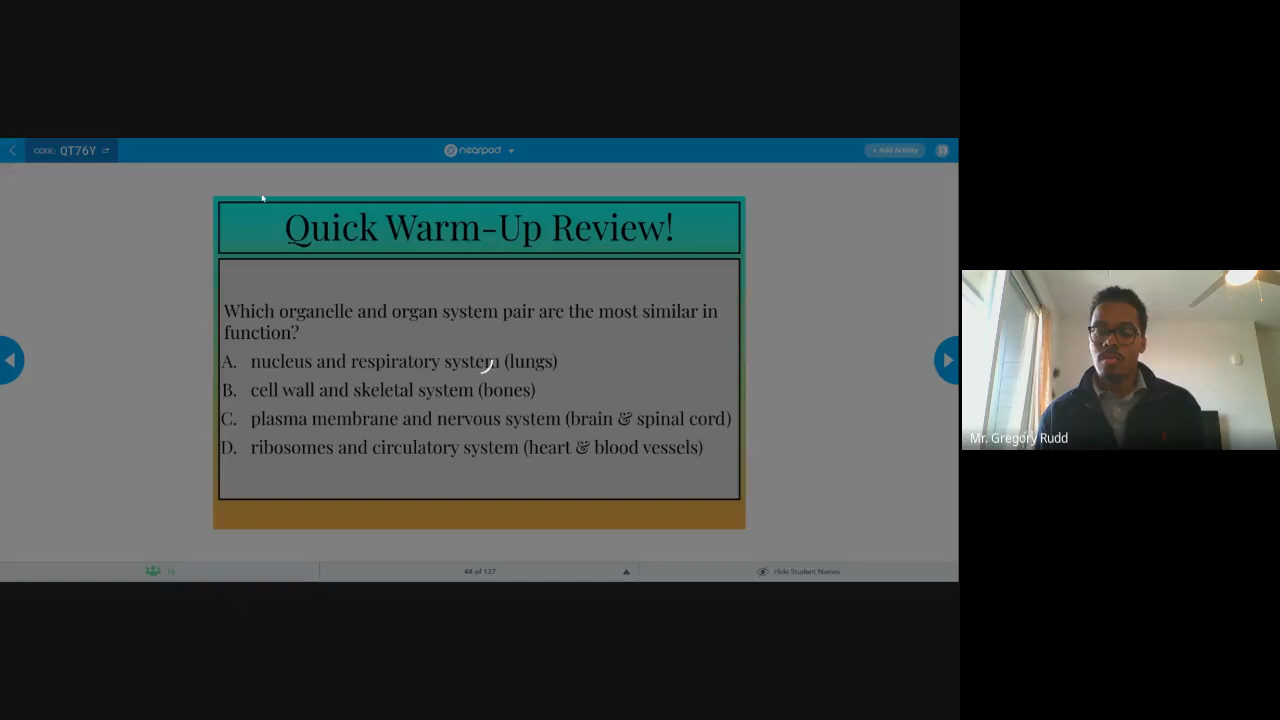 CODE: QT76Y
nearpod
+ Add Activity
Quick Warm-Up Review!
Which organelle and organ system pair are the most similar in
function?
A. nucleus and respiratory system (lungs)
B. cell wall and skeletal system (bones)
C. plasma membrane and nervous system (brain & spinal cord)
D. ribosomes and circulatory system (heart & blood vessels)
Mr. Gregory Rudd
44 of 137
Hide Student Names